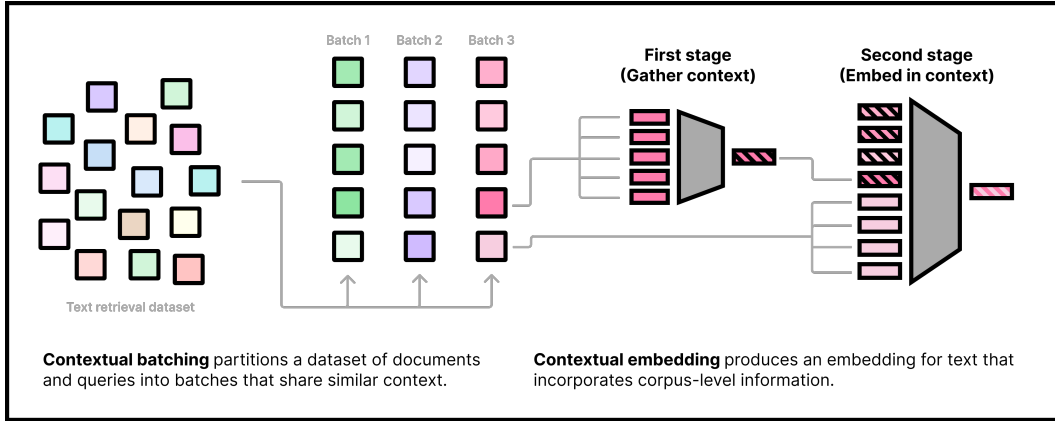 Batch 1 Batch 2 Batch 3
First stage
(Gather context)
Second stage
(Embed in context)
Text retrieval dataset
Contextual batching partitions a dataset of documents
and queries into batches that share similar context.
Contextual embedding produces an embedding for text that
incorporates corpus-level information.